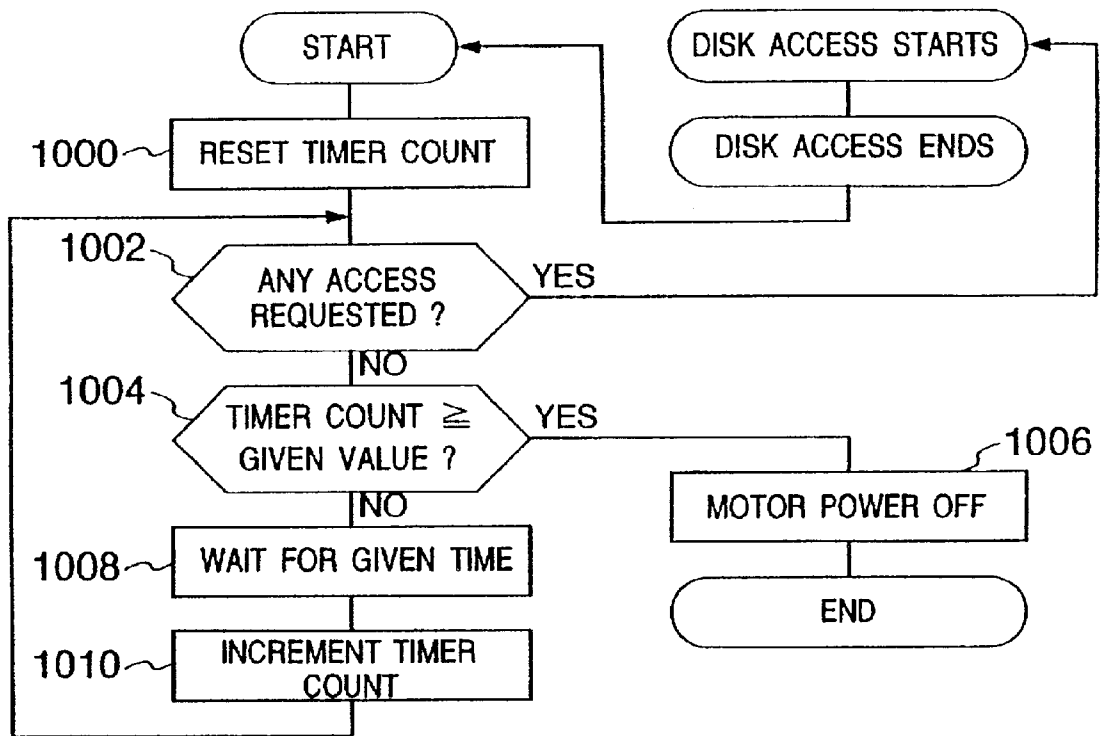 START
DISK ACCESS STARTS
1000
RESET TIMER COUNT
DISK ACCESS ENDS
1002
ANY ACCESS
REQUESTED ?
YES
NO
1004
TIMER COUNT ≧
GIVEN VALUE ?
YES
1006
MOTOR POWER OFF
NO
1008
WAIT FOR GIVEN TIME
END
1010
INCREMENT TIMER
COUNT